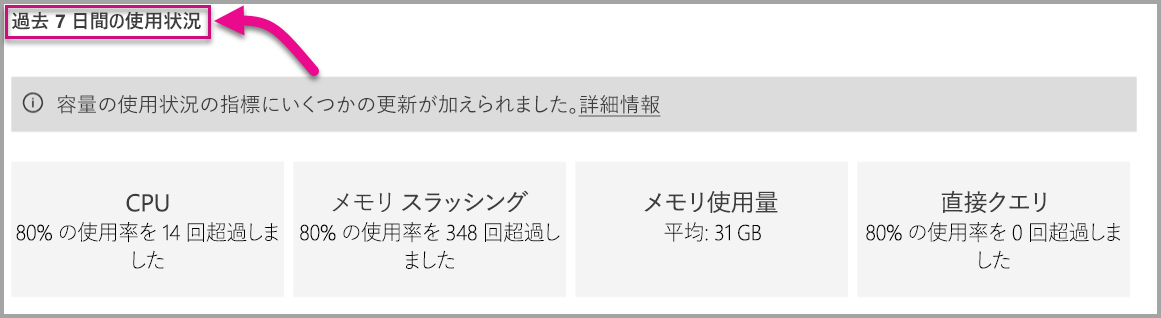 過去 7 日間の使用状況
容量の使用状況の指標にいくつかの更新が加えられました。詳細情報
CPU
80% の使用率を 14 回超過しま
した
メモリ スラッシング
80% の使用率を 348 回超過し
ました
メモリ使用量
平均: 31 GB
直接クエリ
80% の使用率を 0 回超過しま
した